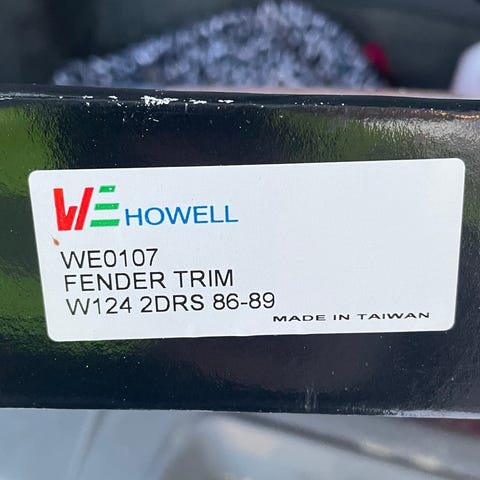 WE HOWELL
WE0107
FENDER TRIM
W124 2DRS 86-89
MADE IN TAIWAN